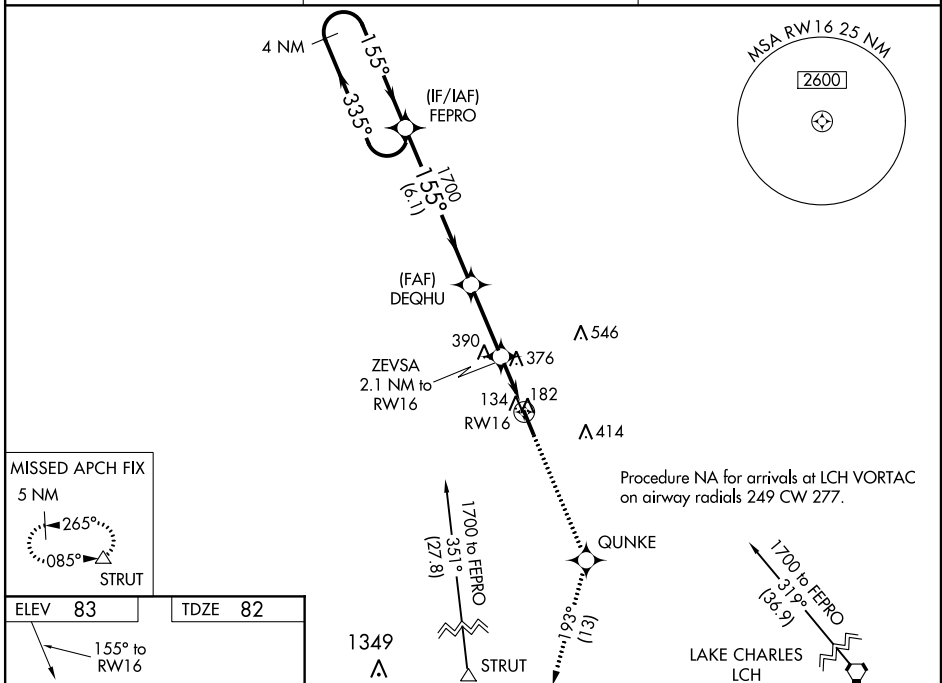 MSA RW16 25 NM
2600
4 NM
155°
335°
(IF/IAF)
FEPRO
1700
155°
(6.1)
(FAF)
DEQHU
546
390
376
ZEVSA
2.1 NM to
RW16
134
182
RW16
414
MISSED APCH FIX
5 NM
265°
085°
STRUT
Procedure NA for arrivals at LCH VORTAC
on airway radials 249 CW 277.
1700 to FEPRO
351°
(27.8)
QUNKE
193°
(13)
1700 to FEPRO
319°
(36.9)
ELEV 83
TDZE 82
155° to
RW16
1349
STRUT
LAKE CHARLES
LCH